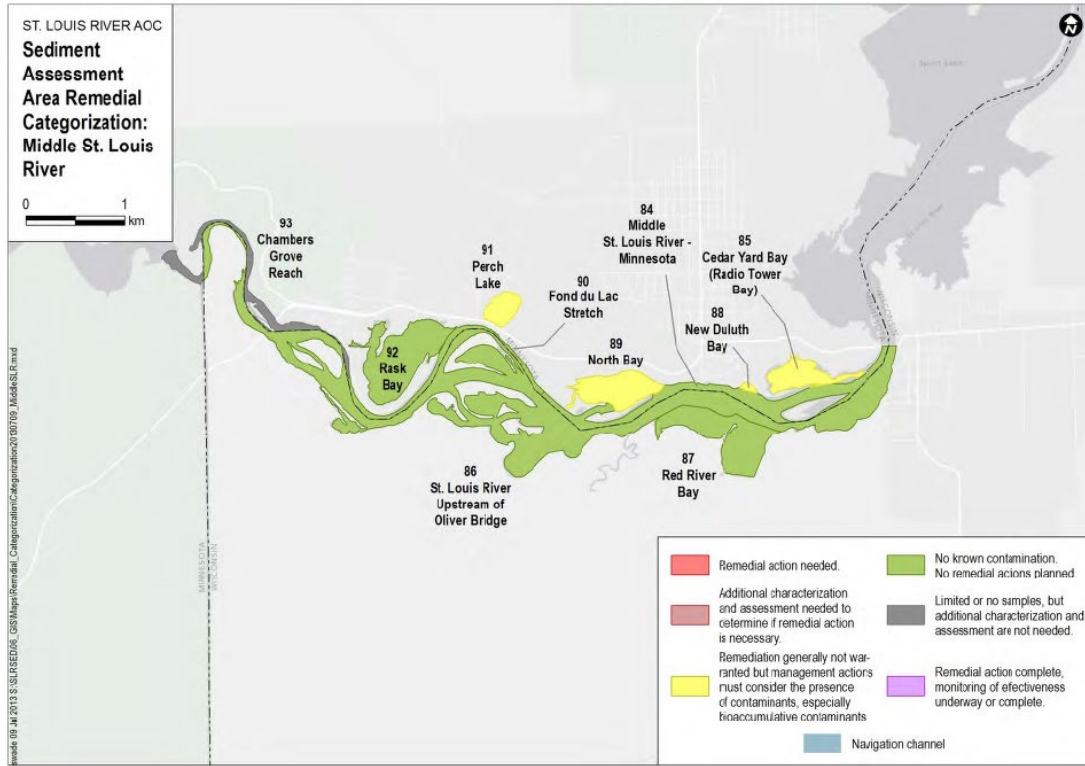 ST. LOUIS RIVER AOC
Sediment
Assessment
Area Remedial
Categorization:
Middle St. Louis
River
0 1
km
N
Spirit Lake
93
Chambers
Grove
Reach
91
Perch
Lake
90
Fond du Lac
Stretch
84
Middle
St. Louis River -
Minnesota
85
Cedar Yard Bay
(Radio Tower
Bay)
88
New Duluth
Bay
89
North Bay
92
Rask
Bay
86
St. Louis River
Upstream of
Oliver Bridge
87
Red River
Bay
MINNESOTA
WISCONSIN
MINNESOTA
WISCONSIN
Remedial action needed.
Additional characterization
and assessment needed to
determine if remedial action
is necessary.
Remediation generally not war-
ranted but management actions
must consider the presence
of contaminants, especially
bioaccumulative contaminants
No known contamination.
No remedial actions planned
Limited or no samples, but
additional characterization and
assessment are not needed.
Remedial action complete,
monitoring of efectiveness
underway or complete.
Navigation channel